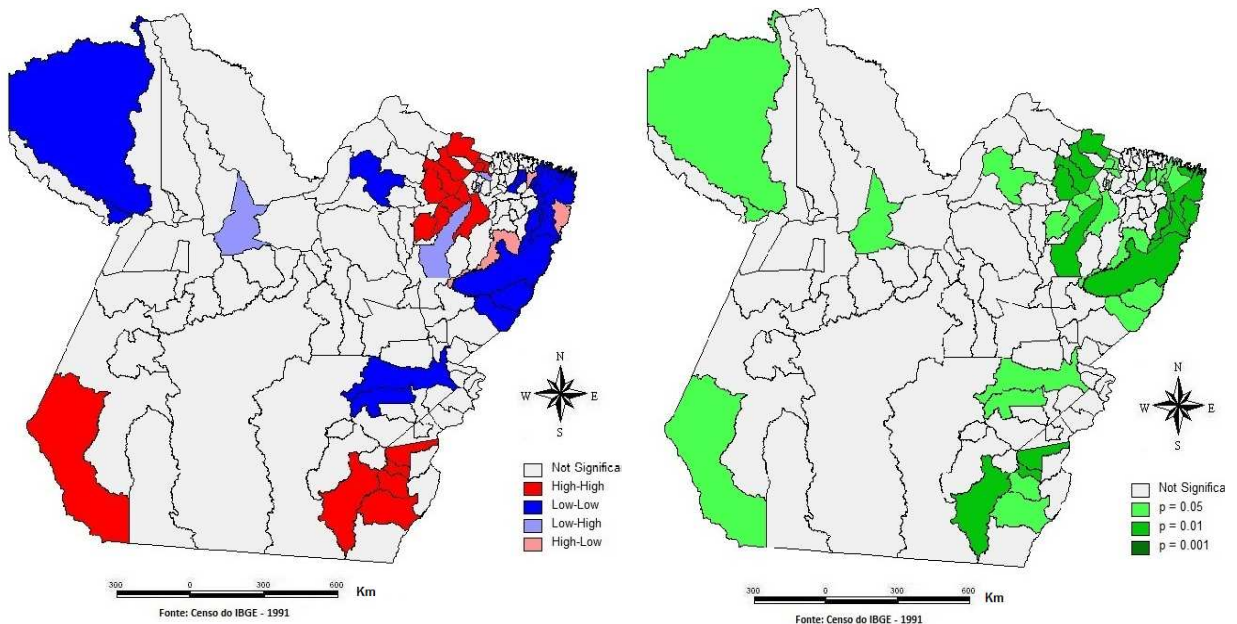 N
W E
S
Not Significa
High-High
Low-Low
Low-High
High-Low
300 0 300 600 Km
Fonte: Censo do IBGE - 1991
N
W E
S
Not Significa
p = 0.05
p = 0.01
p = 0.001
300 0 300 600 Km
Fonte: Censo do IBGE - 1991